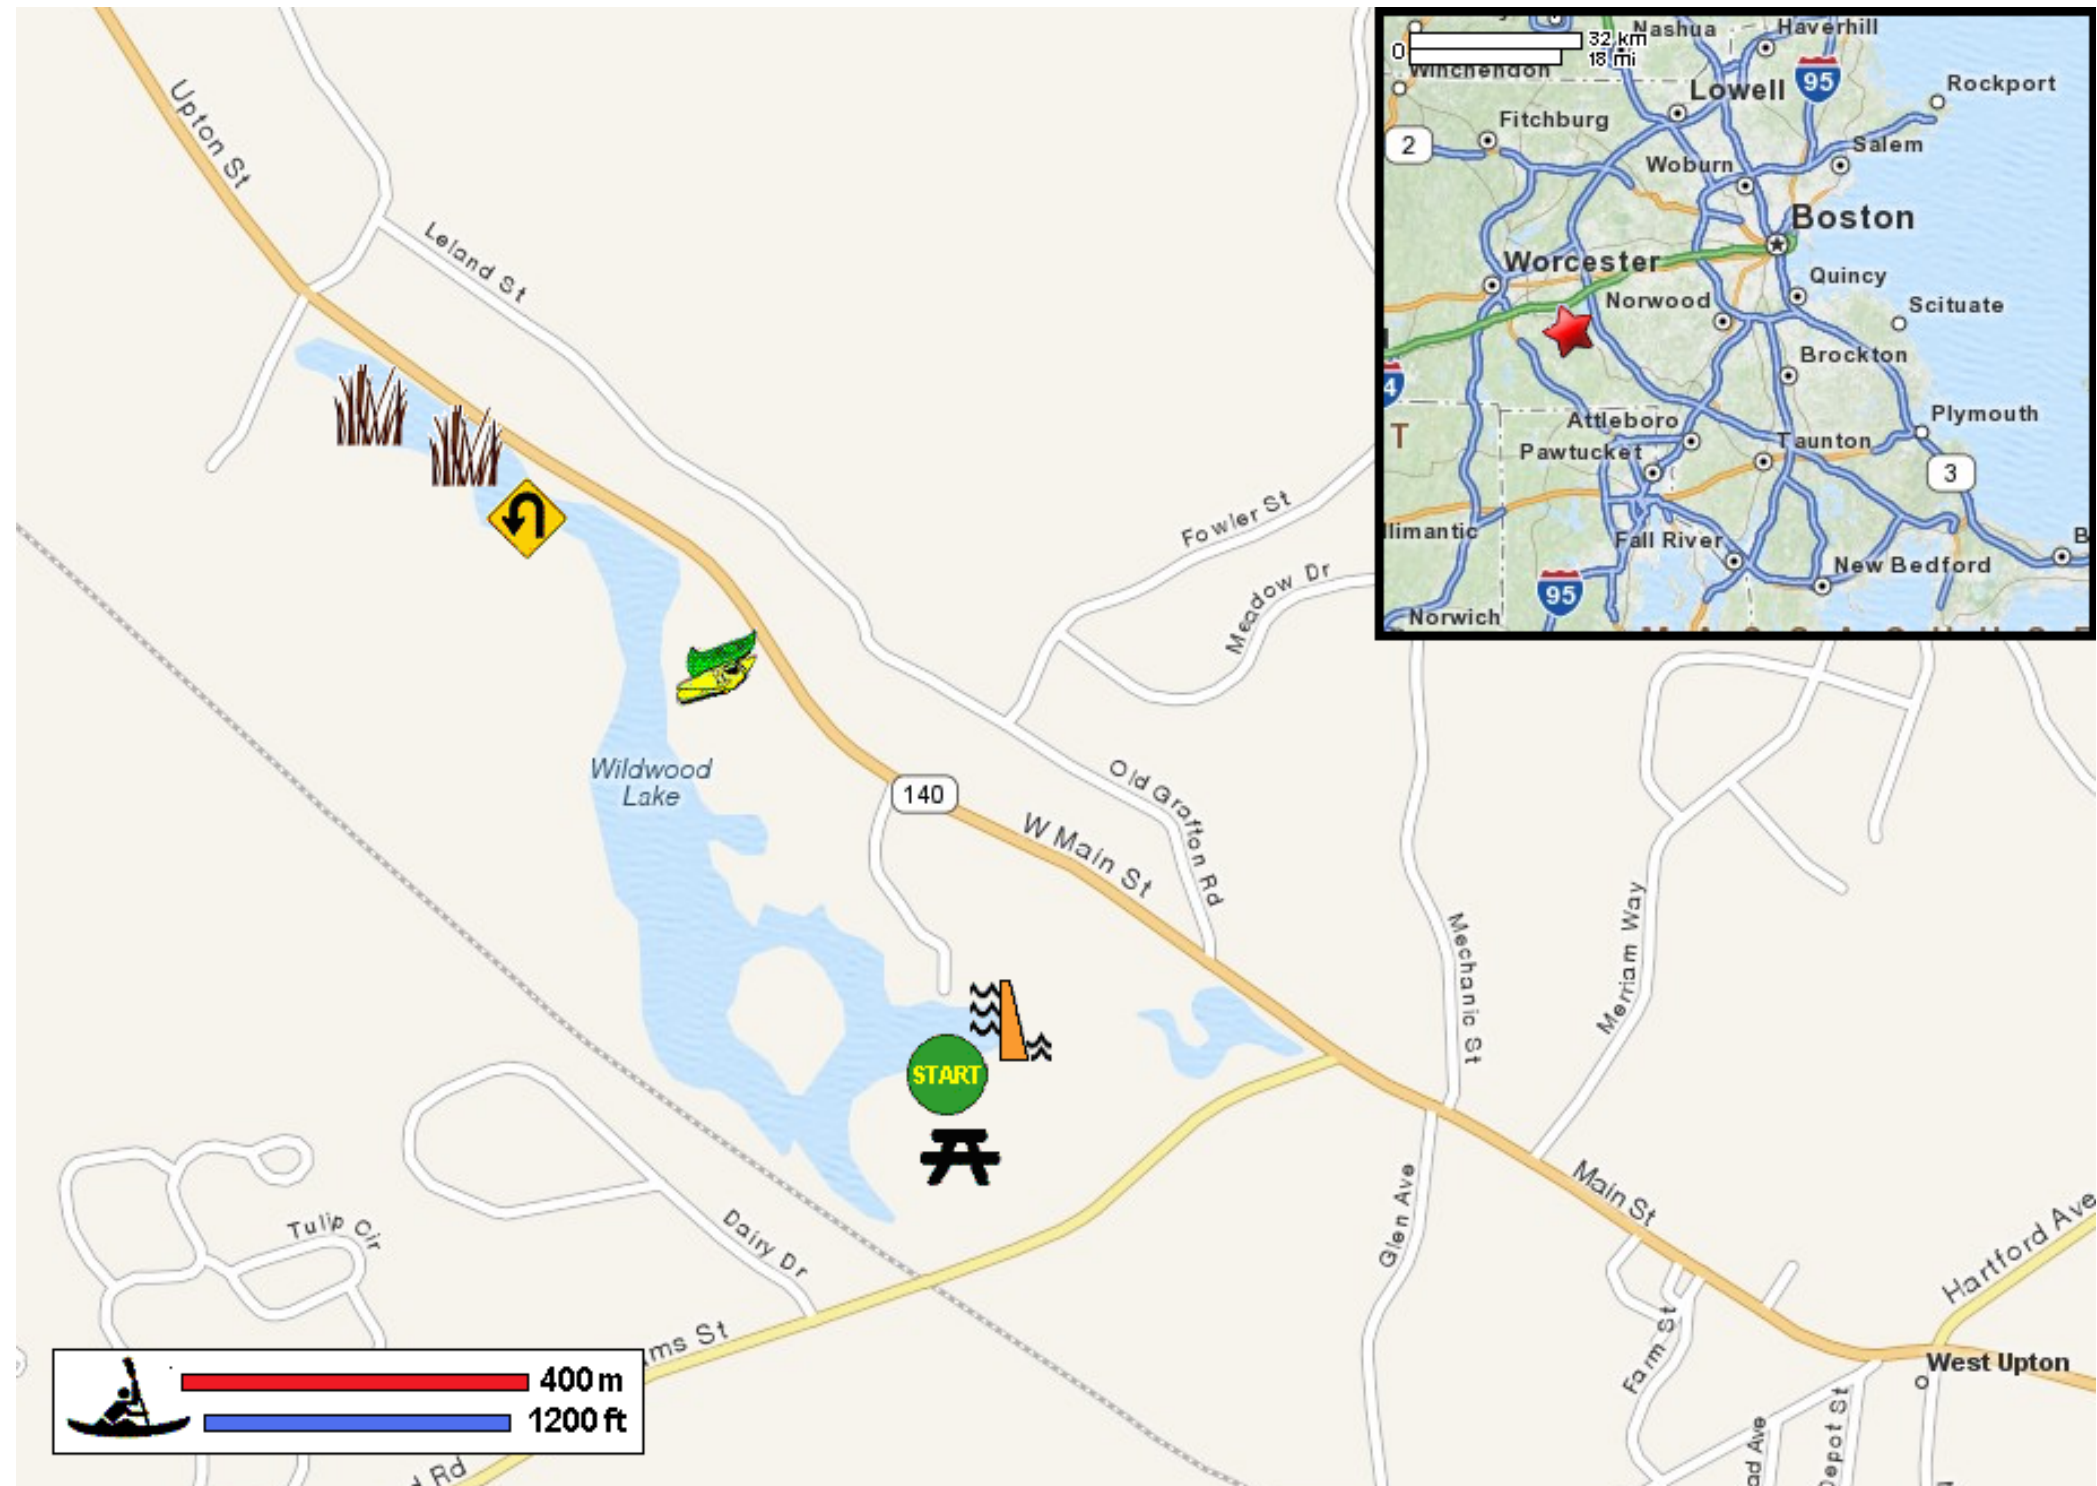 Upton St
Leland St
Fowler St
Meadow Dr
Wildwood
Lake
140
W Main St
Old Grafton Rd
Mechanic St
Merriam Way
START
Glen Ave
Main St
Hartford Ave
Tulip Cir
Dairy Dr
ms St
Farm St
West Upton
Depot St
Rd
400 m
1200 ft
0
32 km
18 mi
Nashua
Haverhill
Winchendon
Lowell
95
Rockport
Fitchburg
2
Woburn
Salem
Boston
Worcester
Quincy
Norwood
Scituate
Brockton
4
Attleboro
Plymouth
T
Pawtucket
Taunton
3
llimantic
Fall River
B
New Bedford
95
Norwich